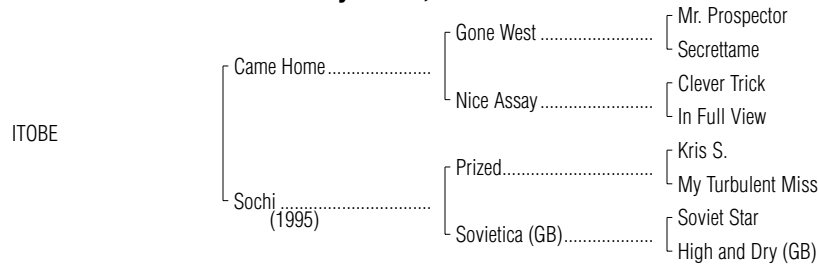 Mr. Prospector
Gone West ..........................
Secrettame
Came Home........................
Clever Trick
Nice Assay ..........................
In Full View
ITOBE
Kris S.
Prized...................................
My Turbulent Miss
Sochi ...................................
(1995)
Soviet Star
Sovietica (GB).....................
High and Dry (GB)